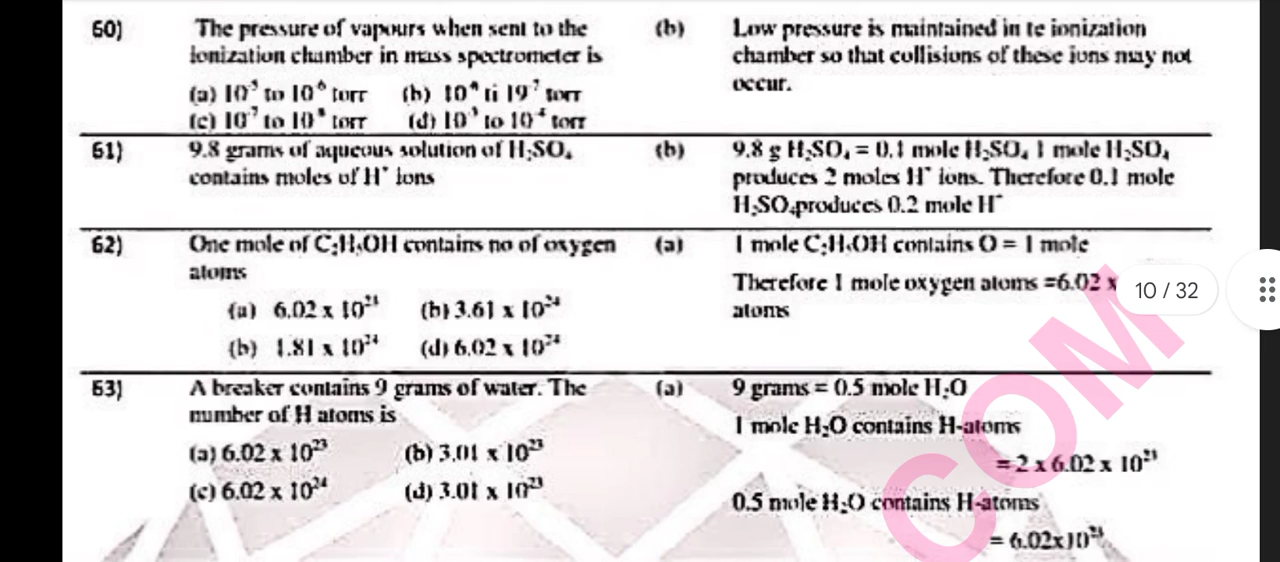 60) The pressure of vapours when sent to the (b) Low pressure is maintained in te ionization
ionization chamber in mass spectrometer is chamber so that collisions of these ions may not
occur.
(a) to torr (b) ti torr
(c) to torr (d) to torr
61) 9.8 grams of aqueous solution of H₂SO₄ (b) 9.8 g H₂SO₄ = 0.1 mole H₂SO₄ 1 mole H₂SO₄
contains moles of H⁺ ions produces 2 moles H⁺ ions. Therefore 0.1 mole
H₂SO₄produces 0.2 mole H⁺
62) One mole of C₂H₅OH contains no of oxygen (a) 1 mole C₂H₅OH contains O = 1 mole
atoms
Therefore 1 mole oxygen atoms =6.02 x
atoms
(a) 6.02 x 10²³ (b) 3.61 x 10²⁴
(b) 1.81 x 10²⁴ (d) 6.02 x 10²⁴
10 / 32
63) A breaker contains 9 grams of water. The (a) 9 grams = 0.5 mole H₂O
number of H atoms is
1 mole H₂O contains H-atoms
(a) 6.02 x 10²³ (b) 3.01 x 10²³
= 2 x 6.02 x 10²³
(c) 6.02 x 10²⁴ (d) 3.01 x 10²³
0.5 mole H₂O contains H-atoms
= 6.02x10²³
COM